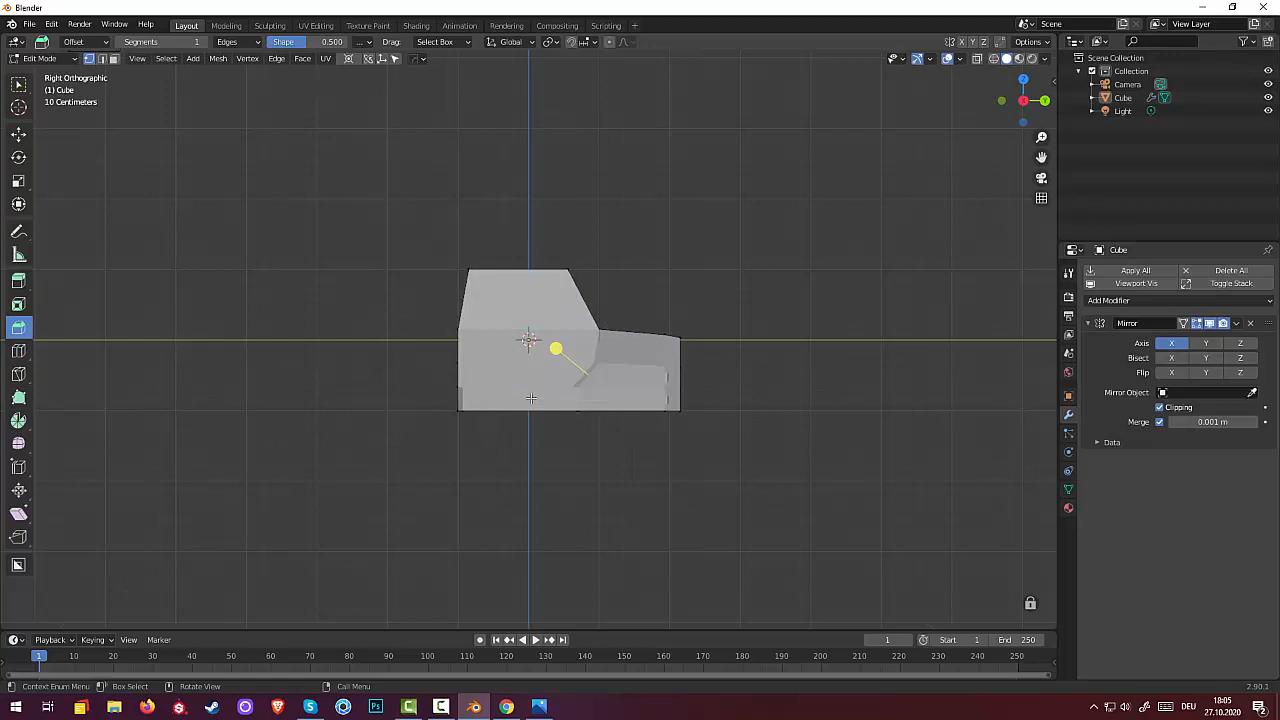 Blender
File Edit Render Window Help Layout Modeling Sculpting UV Editing Texture Paint Shading Animation Rendering Compositing Scripting + Scene View Layer
Offset Segments 1 Edges Shape 0.500 ... Drag: Select Box Global X Y Z Options
Edit Mode View Select Add Mesh Vertex Edge Face UV
Right Orthographic
(1) Cube
10 Centimeters
Z
X
Y
Scene Collection
Collection
Camera
Cube
Light
Cube
Apply All Delete All
Viewport Vis Toggle Stack
Add Modifier
Mirror
Axis X Y Z
Bisect X Y Z
Flip X Y Z
Mirror Object
Clipping
Merge 0.001 m
Data
Playback Keying View Marker 1 Start 1 End 250
1 10 20 30 40 50 60 70 80 90 100 110 120 130 140 150 160 170 180 190 200 210 220 230 240 250
Context Enum Menu Box Select Rotate View Call Menu 2.90.1
DEU 18:05
27.10.2020 2